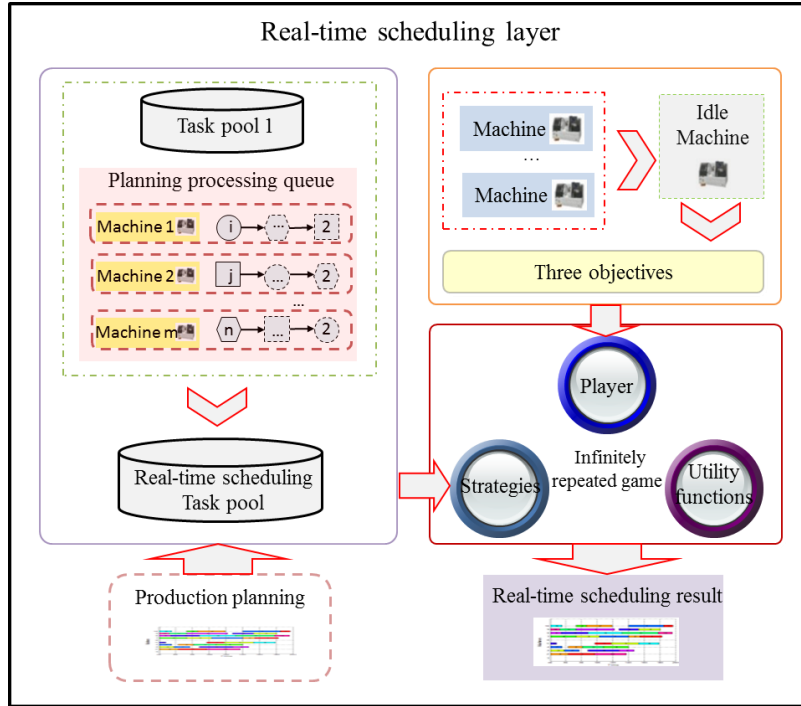 Real-time scheduling layer
Task pool 1
Planning processing queue
Machine 1
i
...
2
Machine 2
j
...
2
...
Machine m
n
...
2
Real-time scheduling
Task pool
Production planning
Machine
...
Machine
Idle
Machine
Three objectives
Player
Strategies
Infinitely
repeated game
Utility
functions
Real-time scheduling result